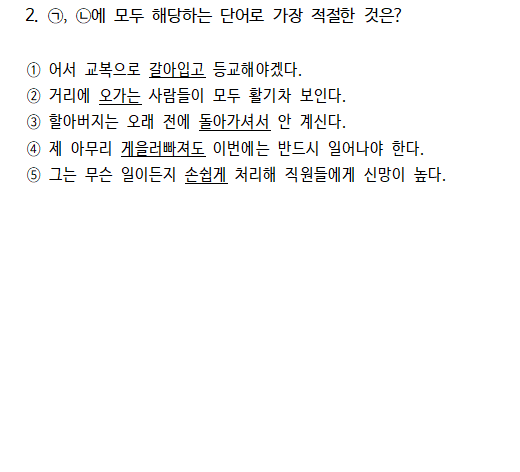 2. ㉠, ㉡에 모두 해당하는 단어로 가장 적절한 것은?
① 어서 교복으로 갈아입고 등교해야겠다.
② 거리에 오가는 사람들이 모두 활기차 보인다.
③ 할아버지는 오래 전에 돌아가셔서 안 계신다.
④ 제 아무리 게을러빠져도 이번에는 반드시 일어나야 한다.
⑤ 그는 무슨 일이든지 손쉽게 처리해 직원들에게 신망이 높다.